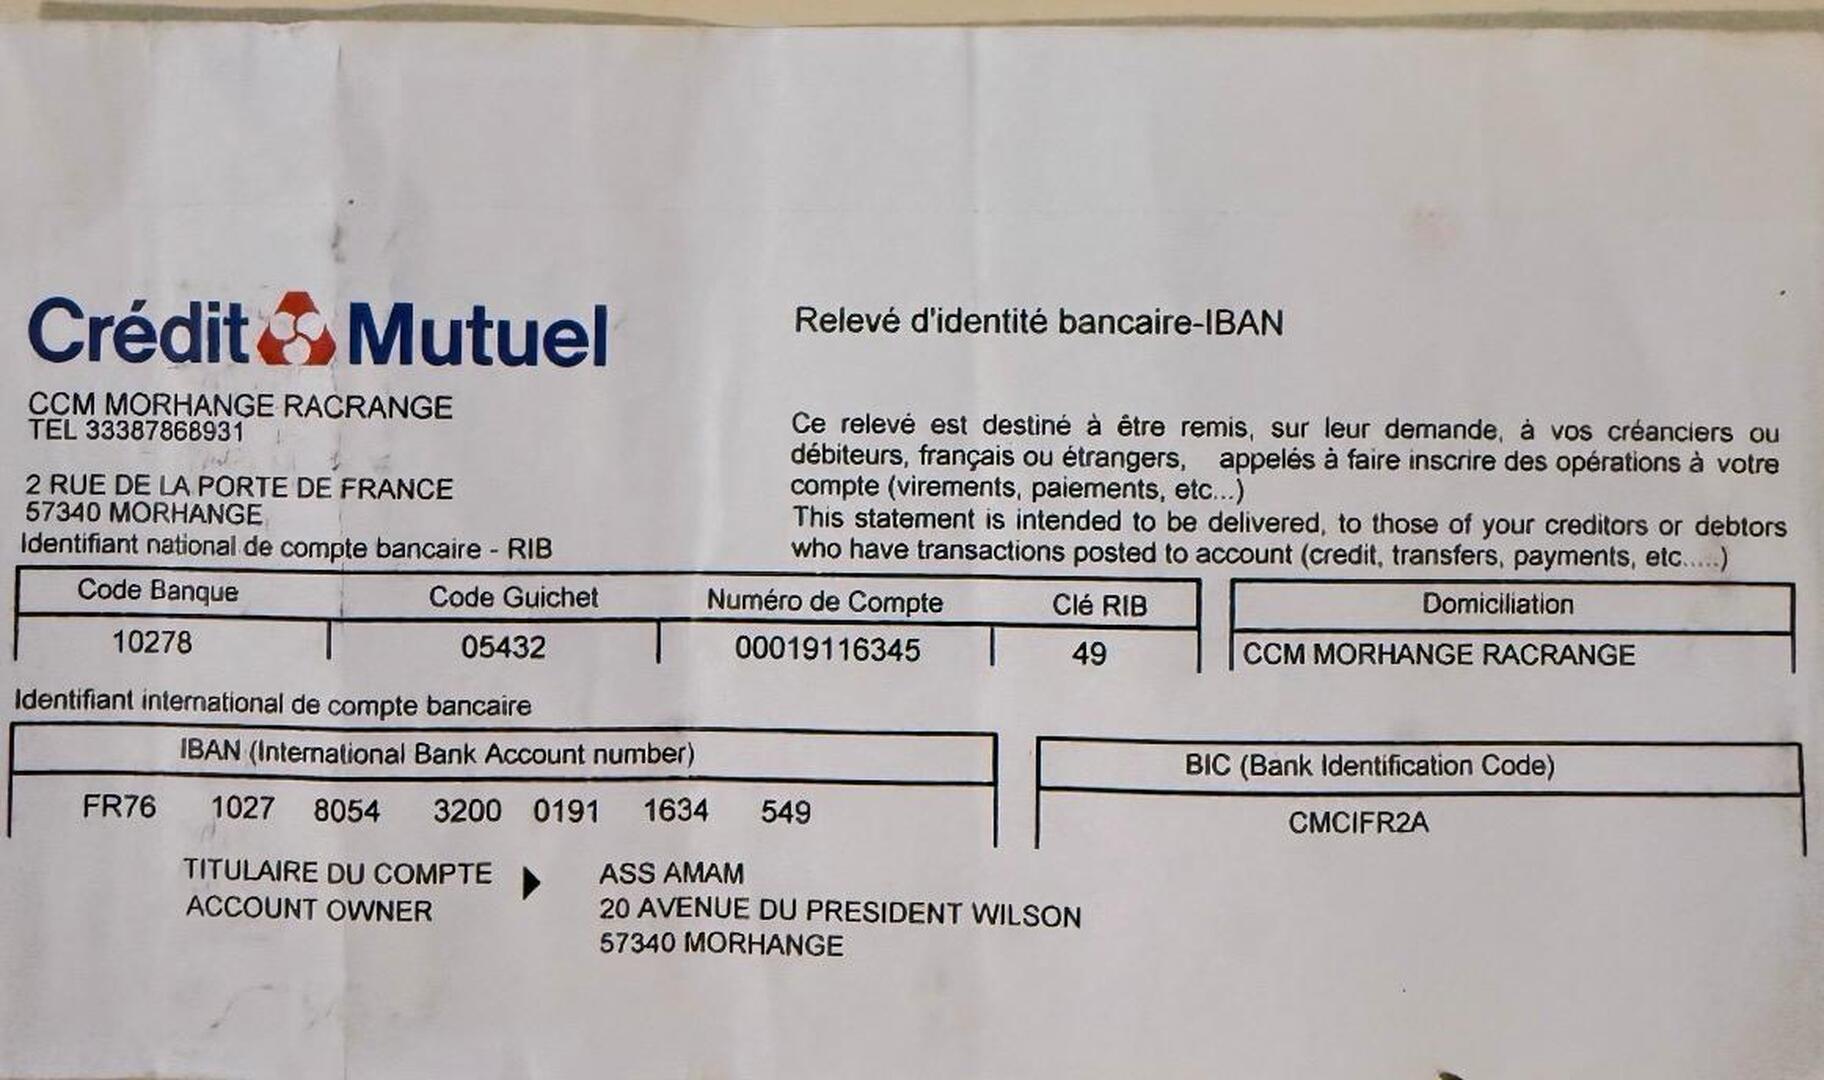 Crédit Mutuel
CCM MORHANGE RACRANGE
TEL 33387868931
2 RUE DE LA PORTE DE FRANCE
57340 MORHANGE
Relevé d'identité bancaire-IBAN
Ce relevé est destiné à être remis, sur leur demande, à vos créanciers ou
débiteurs, français ou étrangers, appelés à faire inscrire des opérations à votre
compte (virements, paiements, etc...)
This statement is intended to be delivered, to those of your creditors or debtors
who have transactions posted to account (credit, transfers, payments, etc.....)
Identifiant national de compte bancaire - RIB
Code Banque Code Guichet Numéro de Compte Clé RIB Domiciliation
10278 05432 00019116345 49 CCM MORHANGE RACRANGE
Identifiant international de compte bancaire
IBAN (International Bank Account number) BIC (Bank Identification Code)
FR76 1027 8054 3200 0191 1634 549 CMCIFR2A
TITULAIRE DU COMPTE ASS AMAM
ACCOUNT OWNER 20 AVENUE DU PRESIDENT WILSON
57340 MORHANGE